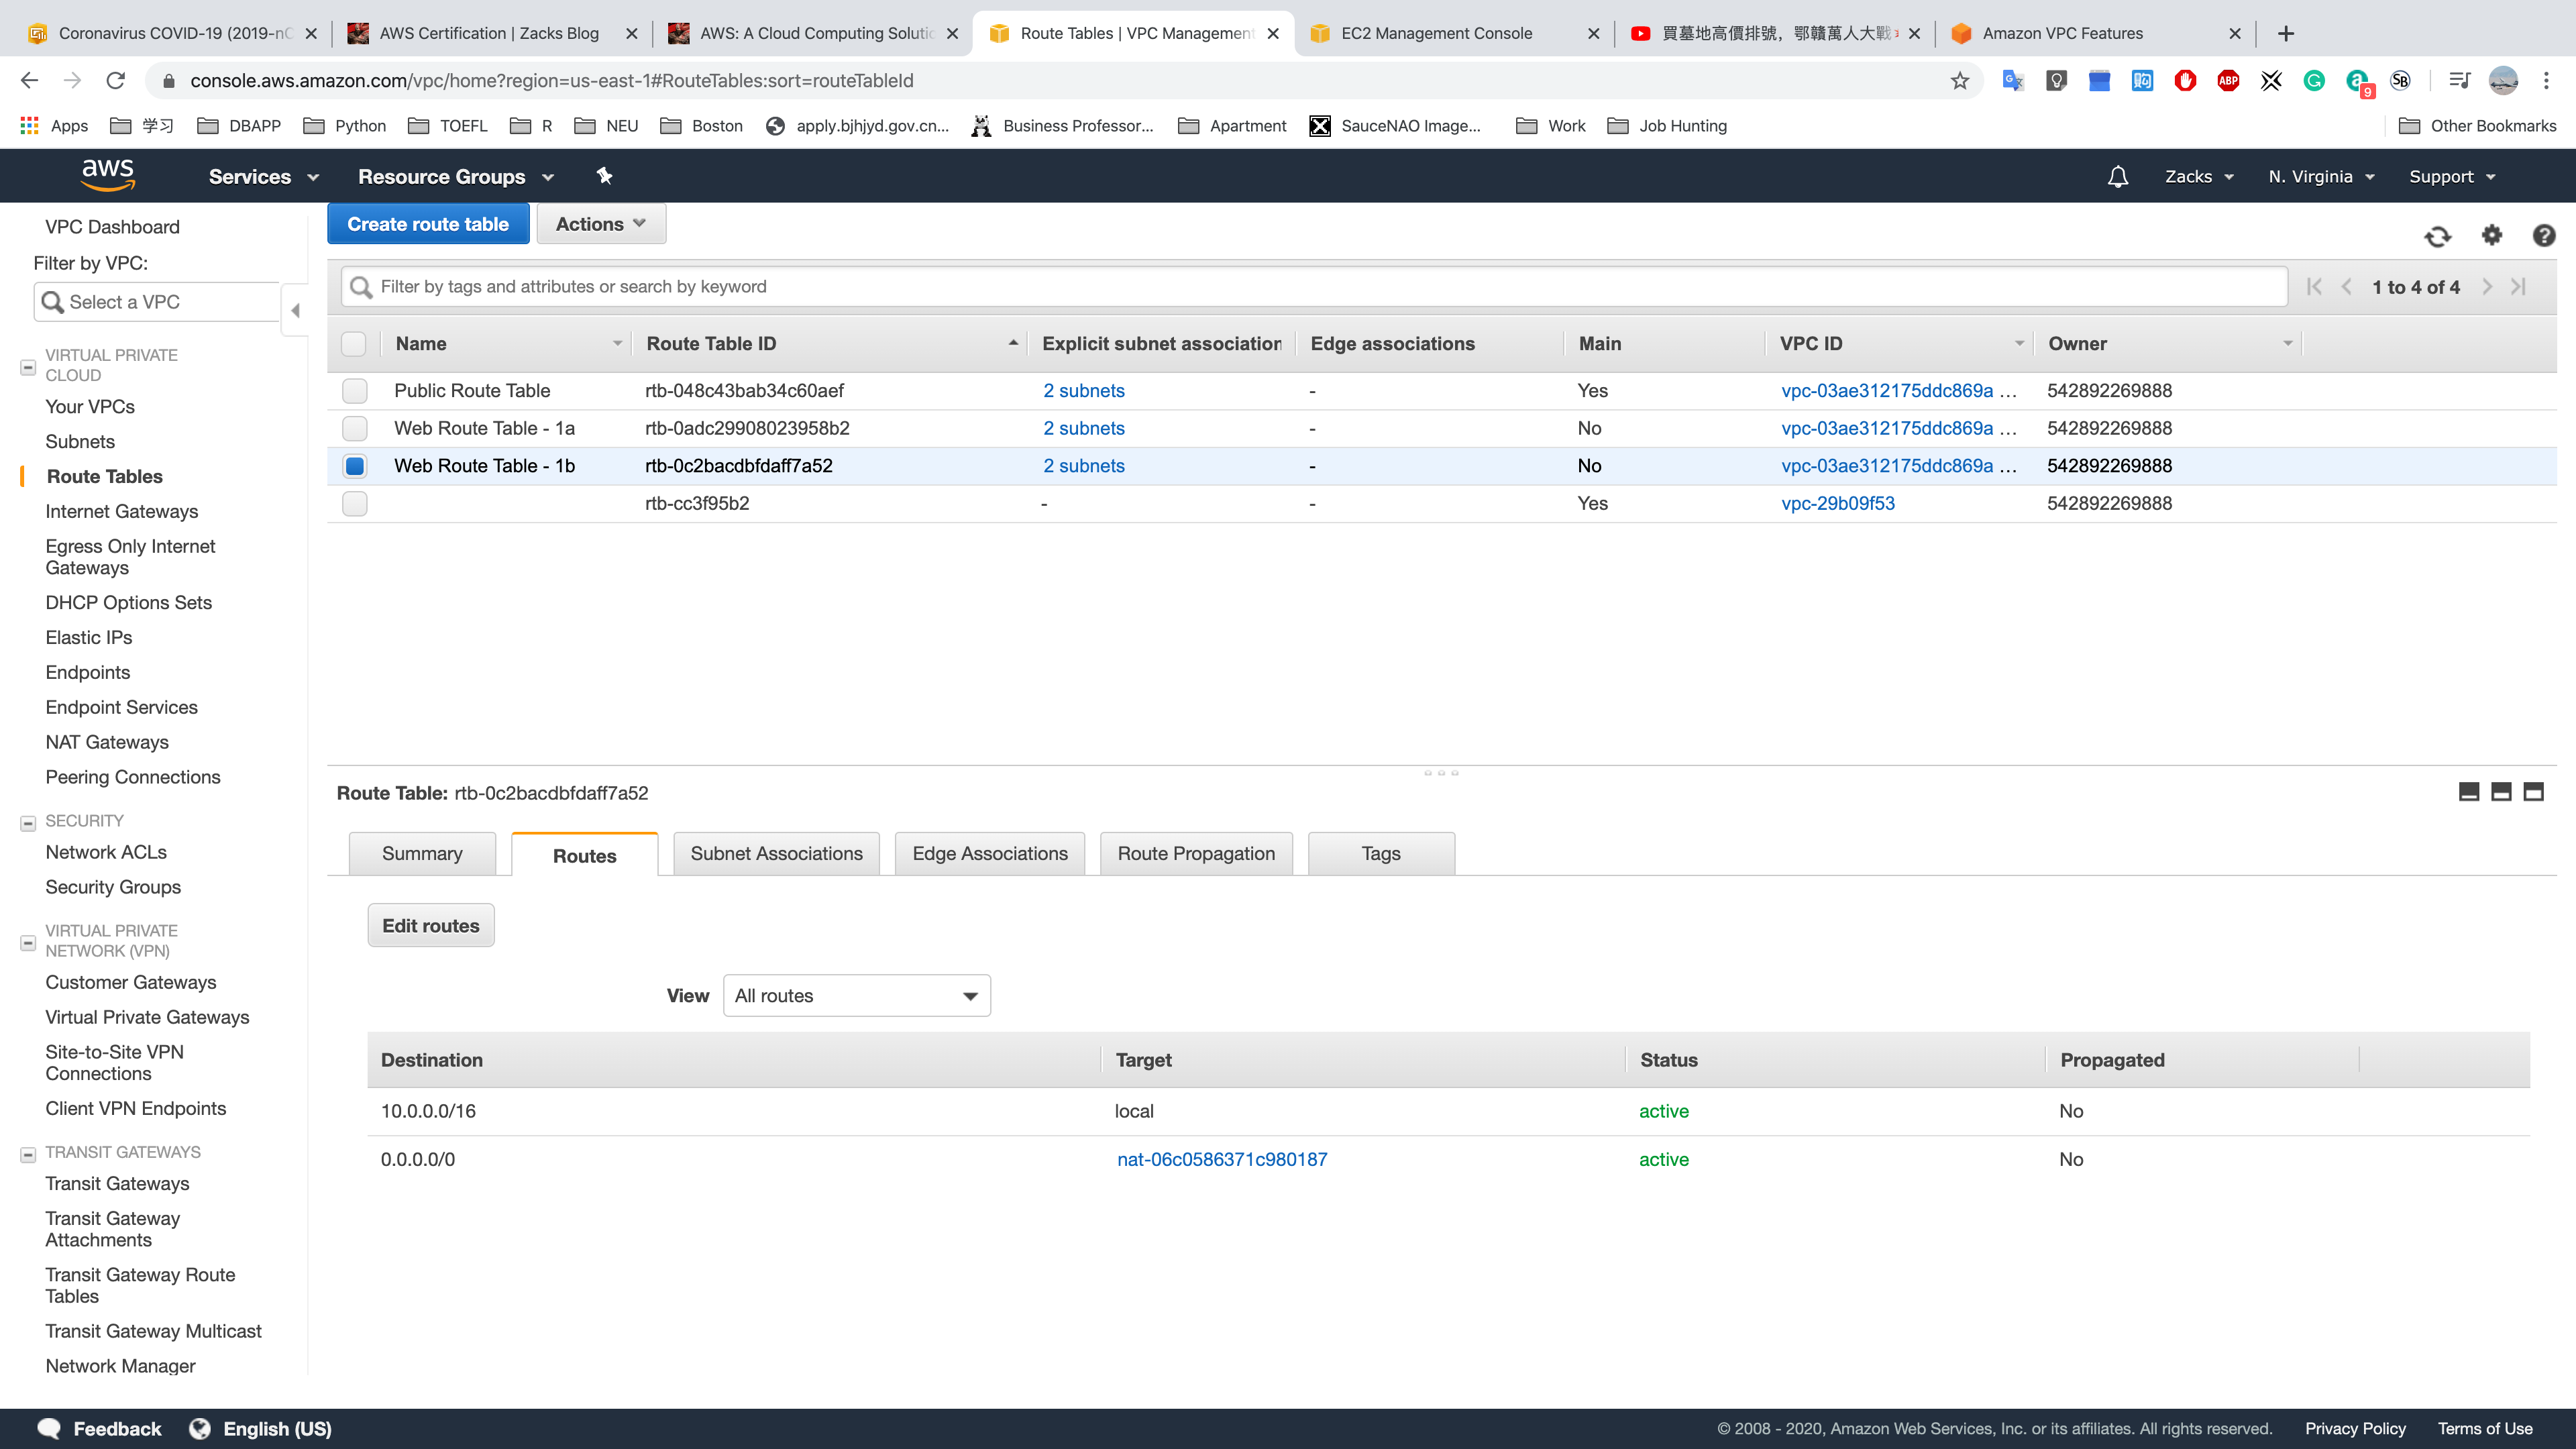 Coronavirus COVID-19 (2019-nC
AWS Certification | Zacks Blog
AWS: A Cloud Computing Solutio
Route Tables | VPC Management
EC2 Management Console
買墓地高價排號，鄂贛萬人大戰
Amazon VPC Features
console.aws.amazon.com/vpc/home?region=us-east-1#RouteTables:sort=routeTableId
ABP
9
SB
Apps
学习
DBAPP
Python
TOEFL
R
NEU
Boston
apply.bjhjyd.gov.cn...
Business Professor...
Apartment
SauceNAO Image...
Work
Job Hunting
Other Bookmarks
aws
Services
Resource Groups
Zacks
N. Virginia
Support
VPC Dashboard
Filter by VPC:
Select a VPC
VIRTUAL PRIVATE
CLOUD
Your VPCs
Subnets
Route Tables
Internet Gateways
Egress Only Internet
Gateways
DHCP Options Sets
Elastic IPs
Endpoints
Endpoint Services
NAT Gateways
Peering Connections
SECURITY
Network ACLs
Security Groups
VIRTUAL PRIVATE
NETWORK (VPN)
Customer Gateways
Virtual Private Gateways
Site-to-Site VPN
Connections
Client VPN Endpoints
TRANSIT GATEWAYS
Transit Gateways
Transit Gateway
Attachments
Transit Gateway Route
Tables
Transit Gateway Multicast
Network Manager
Create route table
Actions
Filter by tags and attributes or search by keyword
1 to 4 of 4
Name Route Table ID Explicit subnet association Edge associations Main VPC ID Owner
Public Route Table rtb-048c43bab34c60aef 2 subnets - Yes vpc-03ae312175ddc869a ... 542892269888
Web Route Table - 1a rtb-0adc29908023958b2 2 subnets - No vpc-03ae312175ddc869a ... 542892269888
Web Route Table - 1b rtb-0c2bacdbfdaff7a52 2 subnets - No vpc-03ae312175ddc869a ... 542892269888
rtb-cc3f95b2 - - Yes vpc-29b09f53 542892269888
Route Table: rtb-0c2bacdbfdaff7a52
Summary
Routes
Subnet Associations
Edge Associations
Route Propagation
Tags
Edit routes
View All routes
Destination Target Status Propagated
10.0.0.0/16 local active No
0.0.0.0/0 nat-06c0586371c980187 active No
Feedback
English (US)
© 2008 - 2020, Amazon Web Services, Inc. or its affiliates. All rights reserved.
Privacy Policy
Terms of Use